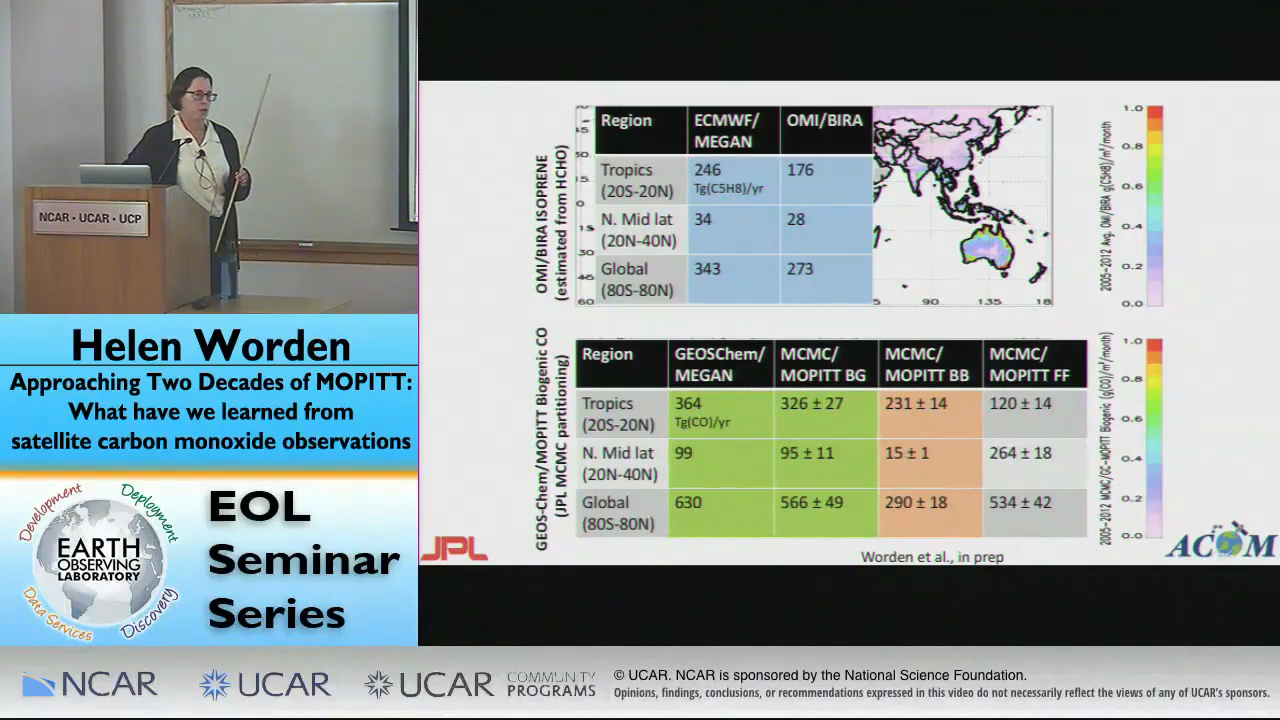 NCAR • UCAR • UCP
Helen Worden
Approaching Two Decades of MOPITT:
What have we learned from
satellite carbon monoxide observations
Development
Deployment
EARTH
OBSERVING
LABORATORY
Data Services
Discovery
EOL
Seminar
Series
OMI/BIRA ISOPRENE
(estimated from HCHO)
Region ECMWF/MEGAN OMI/BIRA
Tropics (20S-20N) 246 Tg(C5H8)/yr 176
N. Mid lat (20N-40N) 34 28
Global (80S-80N) 343 273
90 135 18
1.0
0.8
0.6
0.4
0.2
0.0
2005-2012 Avg. OMI/BIRA g(C5H8)/m²/month
GEOS-Chem/MOPITT Biogenic CO
(JPL MCMC partitioning)
Region GEOSChem/MEGAN MCMC/MOPITT BG MCMC/MOPITT BB MCMC/MOPITT FF
Tropics (20S-20N) 364 Tg(CO)/yr 326 ± 27 231 ± 14 120 ± 14
N. Mid lat (20N-40N) 99 95 ± 11 15 ± 1 264 ± 18
Global (80S-80N) 630 566 ± 49 290 ± 18 534 ± 42
1.0
0.8
0.6
0.4
0.2
0.0
2005-2012 MCMC/GC-MOPITT Biogenic (g(CO)/m²/month)
JPL
Worden et al., in prep
ACOM
NCAR
UCAR
UCAR
COMMUNITY
PROGRAMS
© UCAR. NCAR is sponsored by the National Science Foundation.
Opinions, findings, conclusions, or recommendations expressed in this video do not necessarily reflect the views of any of UCAR's sponsors.